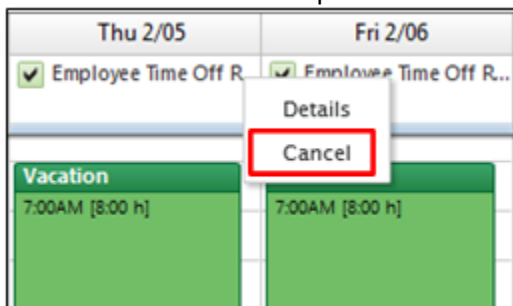 Thu 2/05 Fri 2/06
Employee Time Off R... Employee Time Off R...
Details
Cancel
Vacation
7:00AM [8:00 h] 7:00AM [8:00 h]